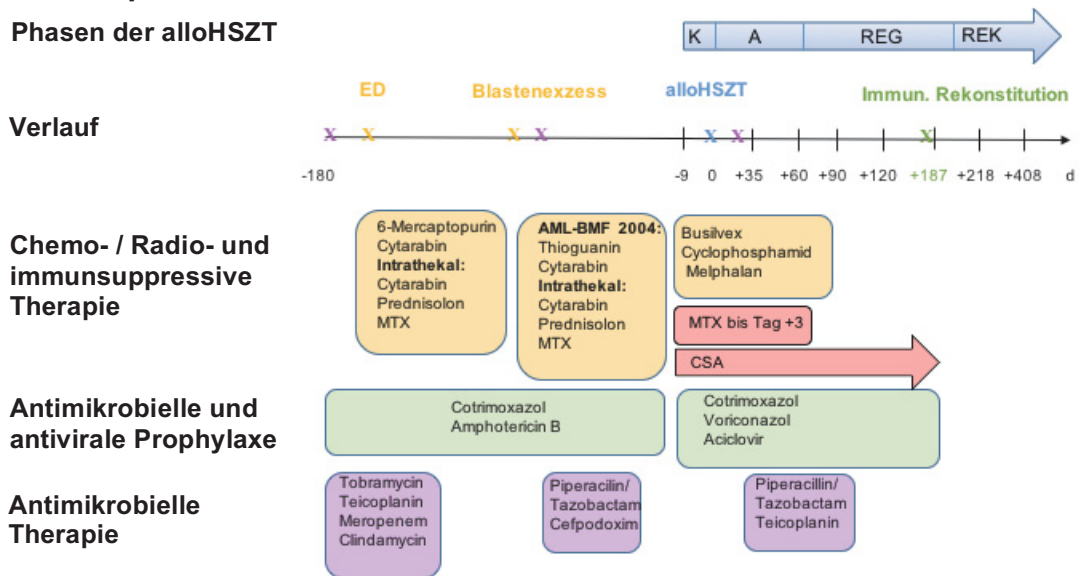 Phasen der alloHSZT
K A REG REK
ED Blastenexzess alloHSZT Immun. Rekonstitution
Verlauf
X X X X X X X
-180 -9 0 +35 +60 +90 +120 +187 +218 +408 d
Chemo- / Radio- und
immunsuppressive
Therapie
6-Mercaptopurin
Cytarabin
Intrathekal:
Cytarabin
Prednisolon
MTX
AML-BMF 2004:
Thioguanin
Cytarabin
Intrathekal:
Cytarabin
Prednisolon
MTX
Busilvex
Cyclophosphamid
Melphalan
MTX bis Tag +3
CSA
Antimikrobielle und
antivirale Prophylaxe
Cotrimoxazol
Amphotericin B
Cotrimoxazol
Voriconazol
Aciclovir
Antimikrobielle
Therapie
Tobramycin
Teicoplanin
Meropenem
Clindamycin
Piperacilin/
Tazobactam
Cefpodoxim
Piperacillin/
Tazobactam
Teicoplanin